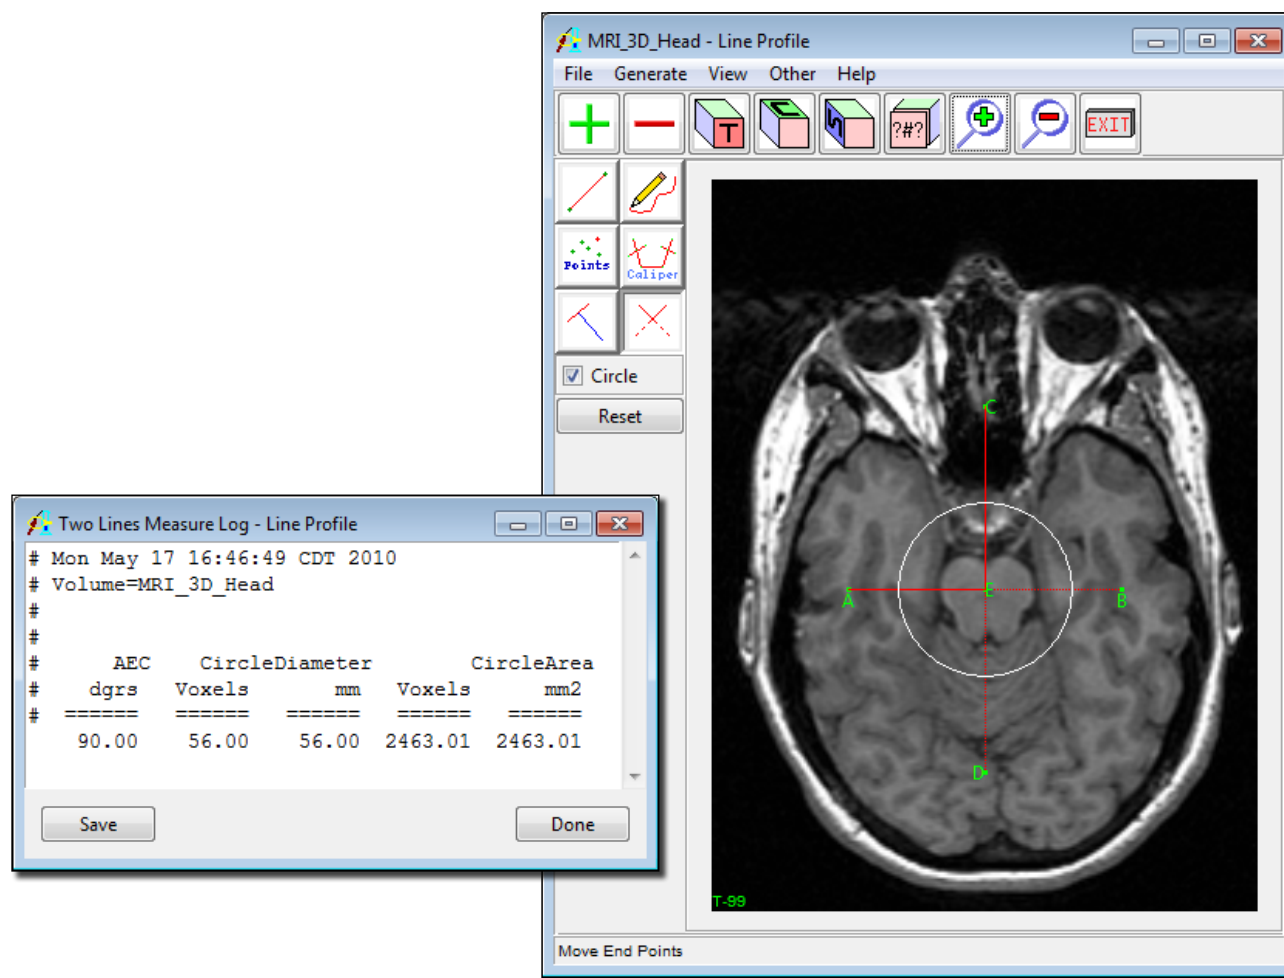 MRI_3D_Head - Line Profile
File Generate View Other Help
T
?#?
EXIT
Points
Caliper
Circle
Reset
C
A
E
B
D
T-99
Move End Points
Two Lines Measure Log - Line Profile
# Mon May 17 16:46:49 CDT 2010
# Volume=MRI_3D_Head
#
#
# AEC CircleDiameter CircleArea
# dgrs Voxels mm Voxels mm2
# ====== ====== ====== ====== ======
90.00 56.00 56.00 2463.01 2463.01
Save Done